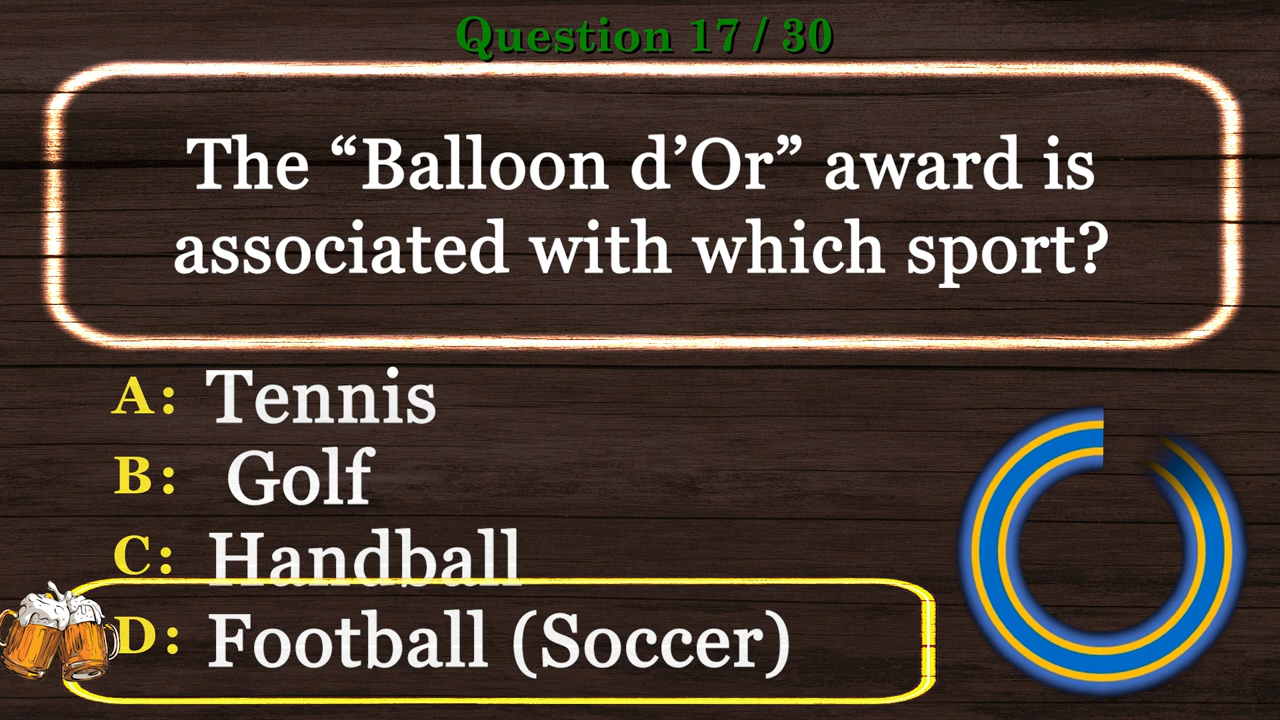 Question 17 / 30
The “Balloon d’Or” award is
associated with which sport?
A: Tennis
B: Golf
C: Handball
D: Football (Soccer)